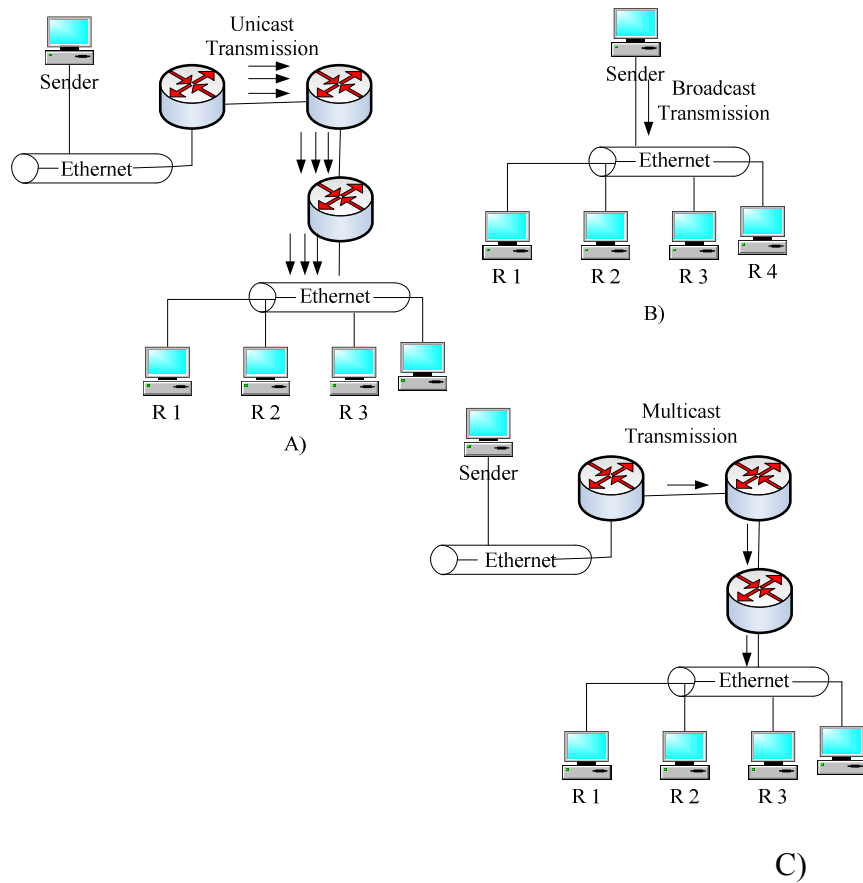 Unicast
Transmission
Sender
Ethernet
Ethernet
R 1
R 2
R 3
A)
Sender
Broadcast
Transmission
Ethernet
R 1
R 2
R 3
R 4
B)
Multicast
Transmission
Sender
Ethernet
Ethernet
R 1
R 2
R 3
C)